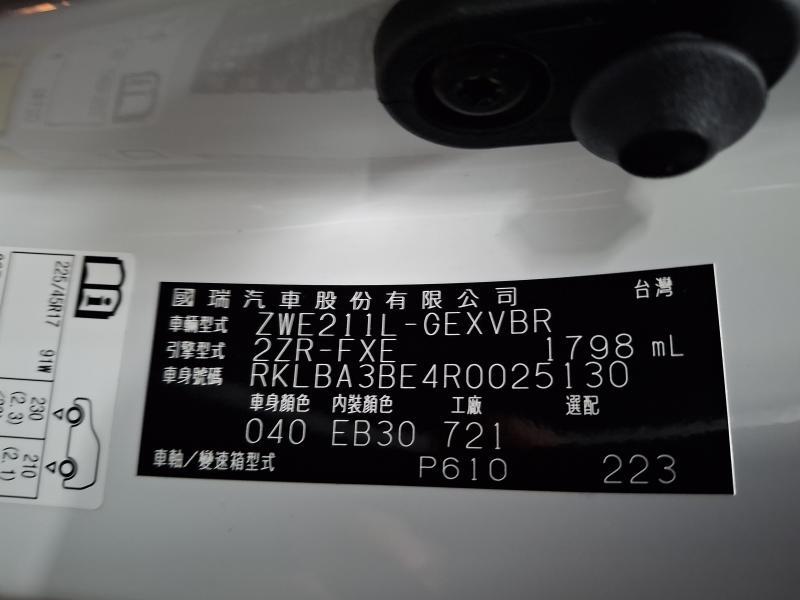 國瑞汽車股份有限公司 台灣
車輛型式 ZWE211L-GEXVBR
引擎型式 2ZR-FXE 1798 mL
車身號碼 RKLBA3BE4R0025130
車身顏色 內裝顏色 工廠 選配
040 EB30 721
車軸/變速箱型式 P610 223
225/45R17 91W
230
(2.3)
210
(2.1)